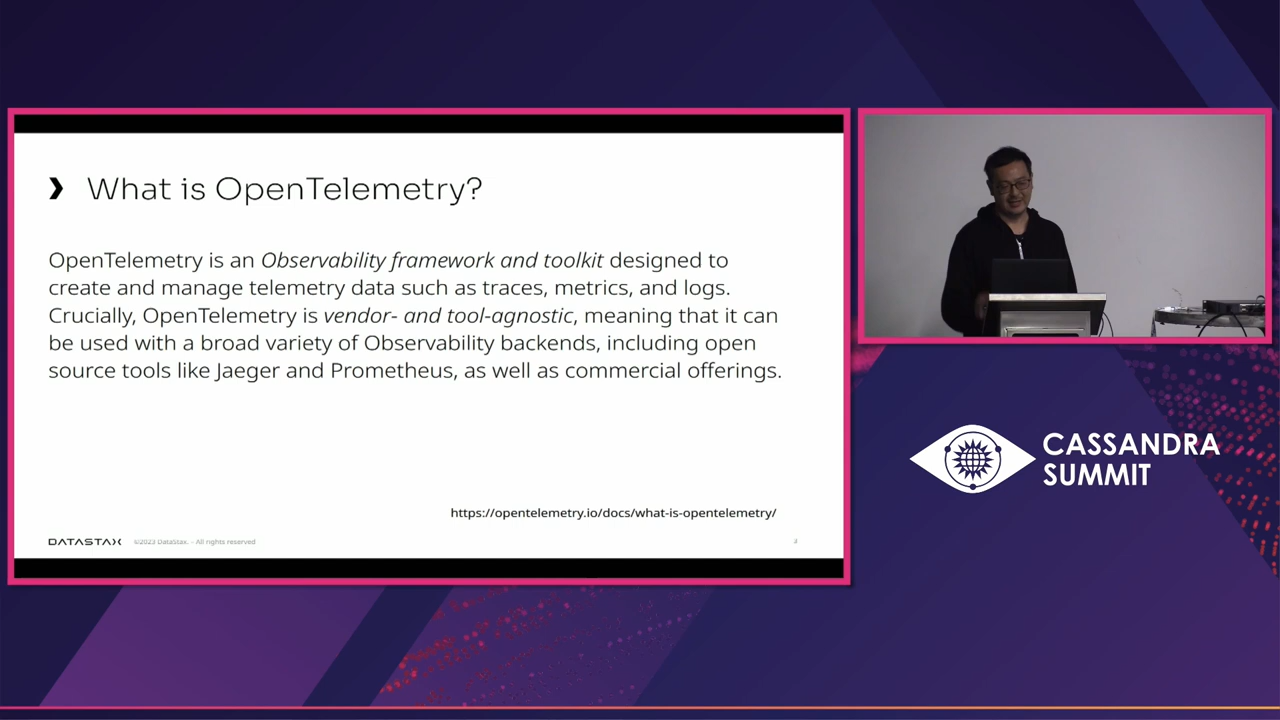 ❯ What is OpenTelemetry?
OpenTelemetry is an Observability framework and toolkit designed to
create and manage telemetry data such as traces, metrics, and logs.
Crucially, OpenTelemetry is vendor- and tool-agnostic, meaning that it can
be used with a broad variety of Observability backends, including open
source tools like Jaeger and Prometheus, as well as commercial offerings.
https://opentelemetry.io/docs/what-is-opentelemetry/
DATASTAX ©2023 DataStax. – All rights reserved
3
CASSANDRA
SUMMIT